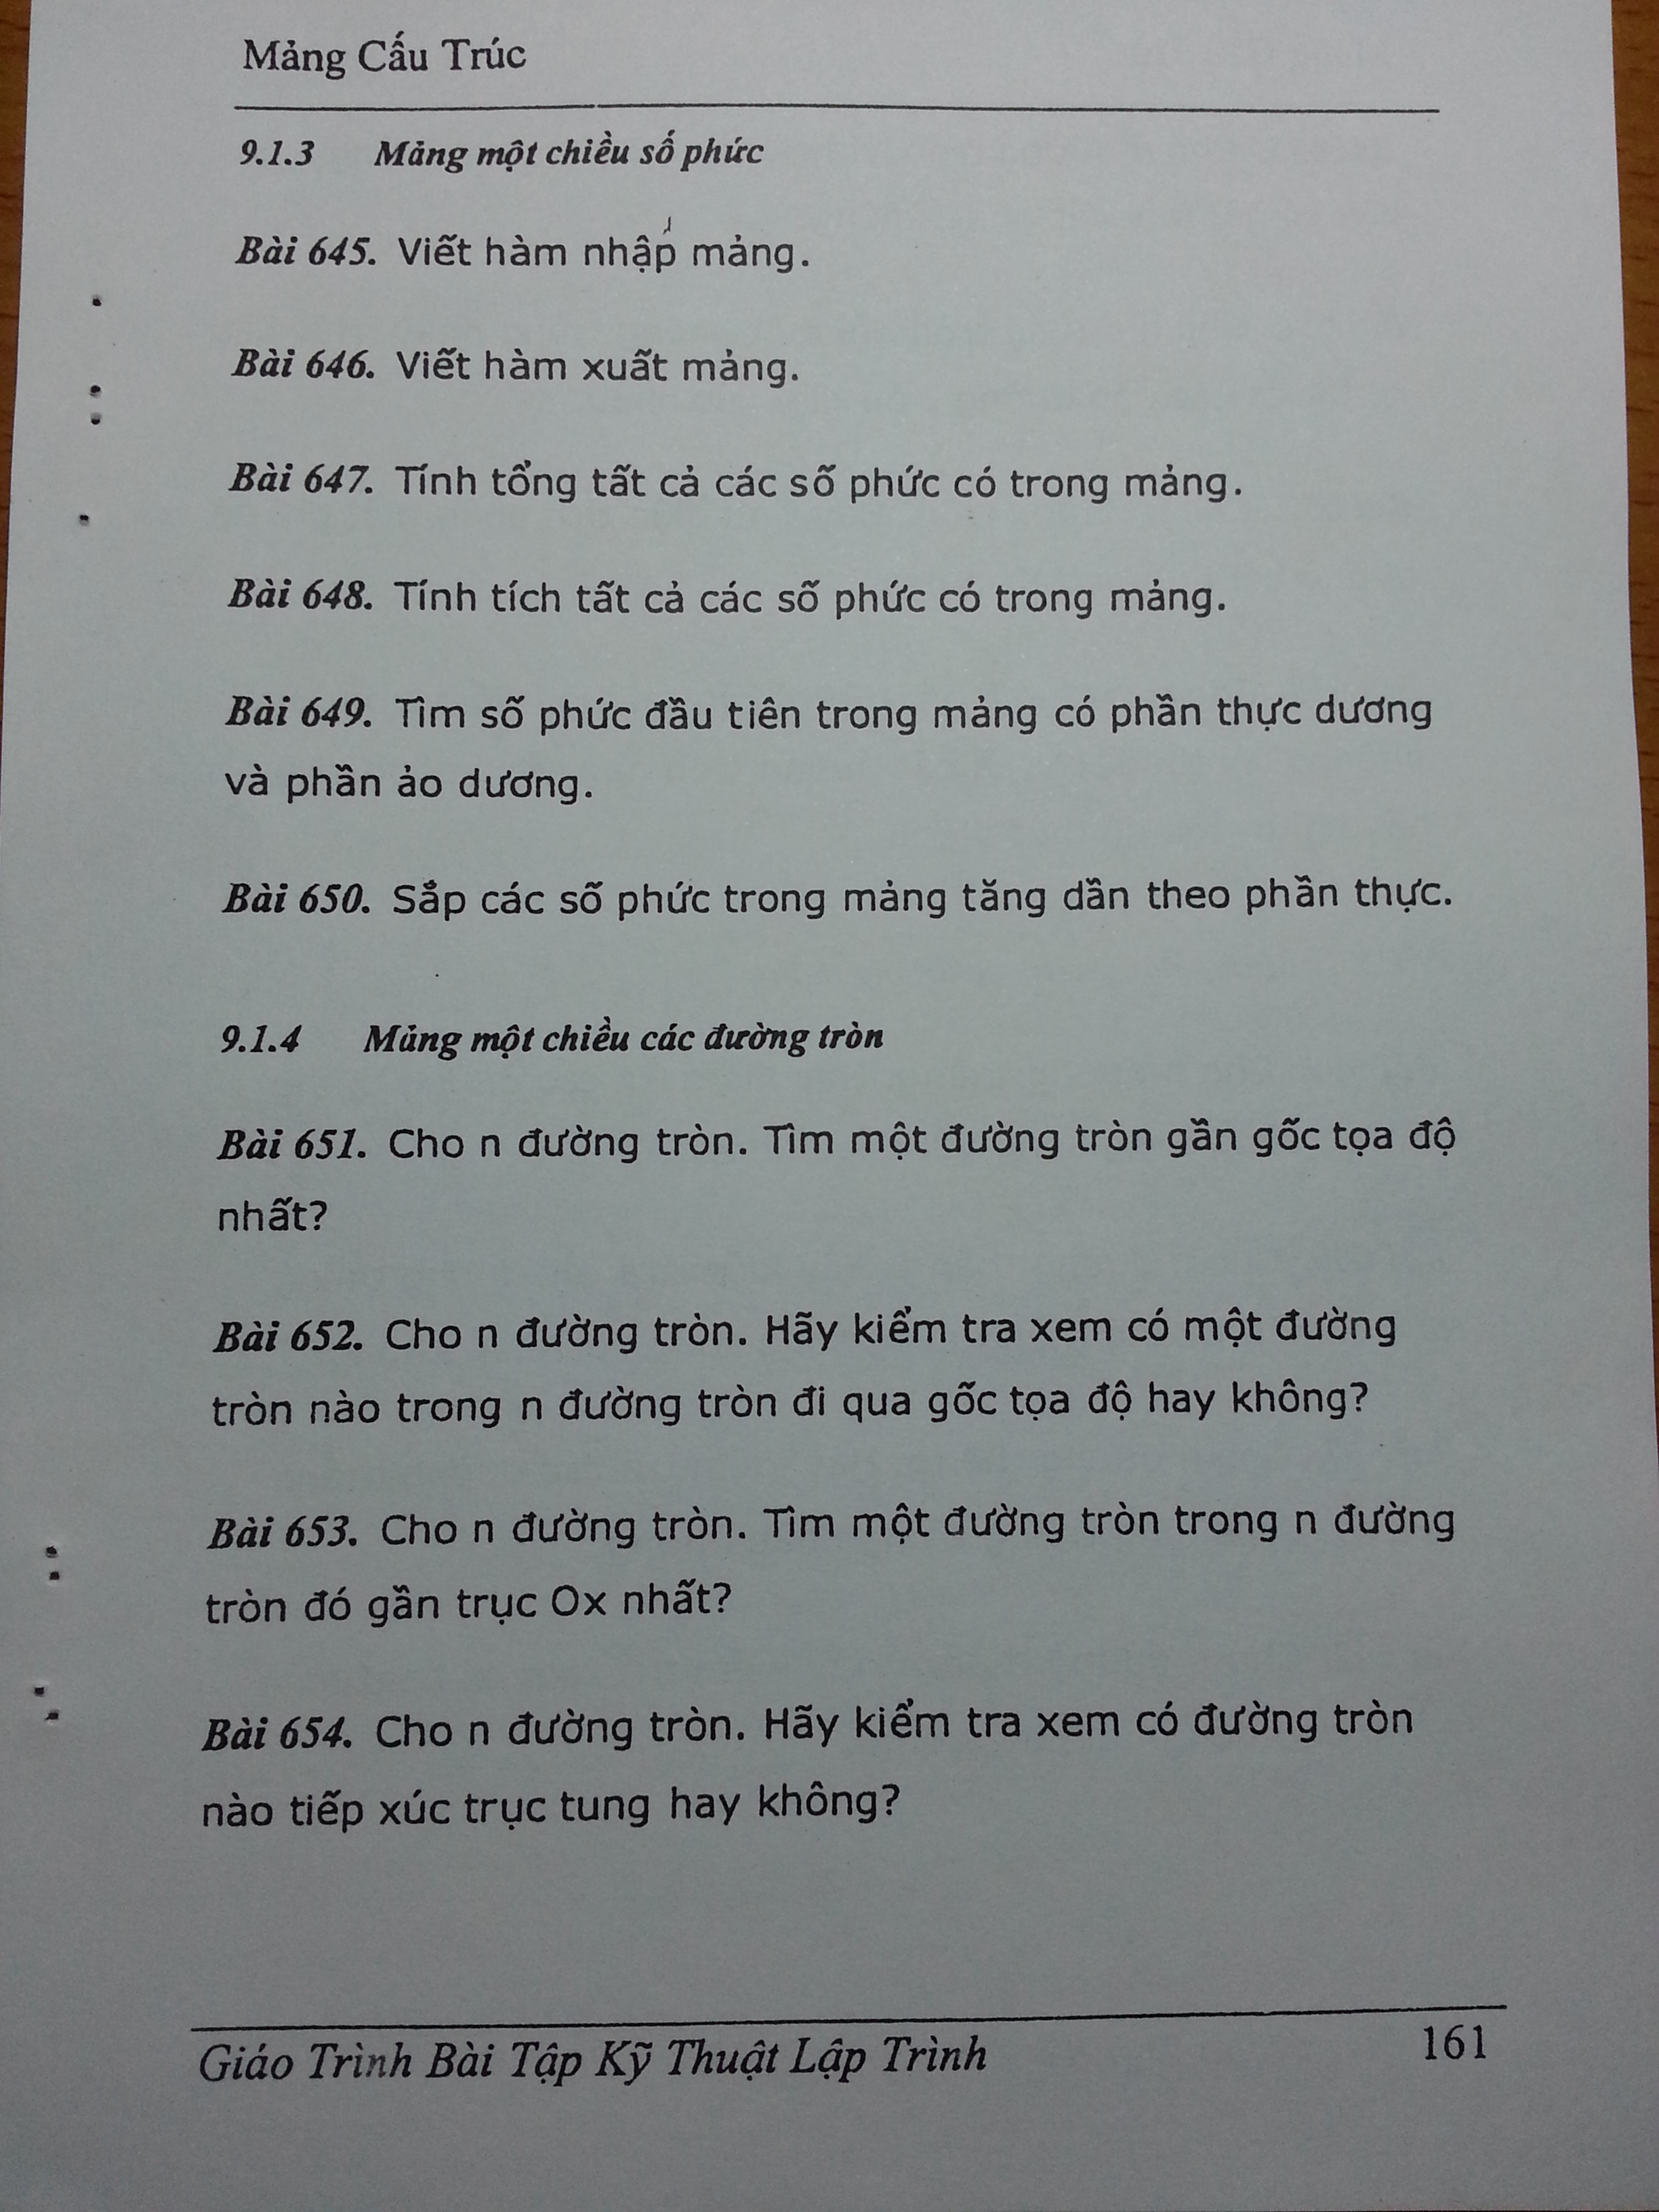 Mảng Cấu Trúc
9.1.3 Mảng một chiều số phức
Bài 645. Viết hàm nhập mảng.
Bài 646. Viết hàm xuất mảng.
Bài 647. Tính tổng tất cả các số phức có trong mảng.
Bài 648. Tính tích tất cả các số phức có trong mảng.
Bài 649. Tìm số phức đầu tiên trong mảng có phần thực dương
và phần ảo dương.
Bài 650. Sắp các số phức trong mảng tăng dần theo phần thực.
9.1.4 Mảng một chiều các đường tròn
Bài 651. Cho n đường tròn. Tìm một đường tròn gần gốc tọa độ
nhất?
Bài 652. Cho n đường tròn. Hãy kiểm tra xem có một đường
tròn nào trong n đường tròn đi qua gốc tọa độ hay không?
Bài 653. Cho n đường tròn. Tìm một đường tròn trong n đường
tròn đó gần trục Ox nhất?
Bài 654. Cho n đường tròn. Hãy kiểm tra xem có đường tròn
nào tiếp xúc trục tung hay không?
Giáo Trình Bài Tập Kỹ Thuật Lập Trình 161